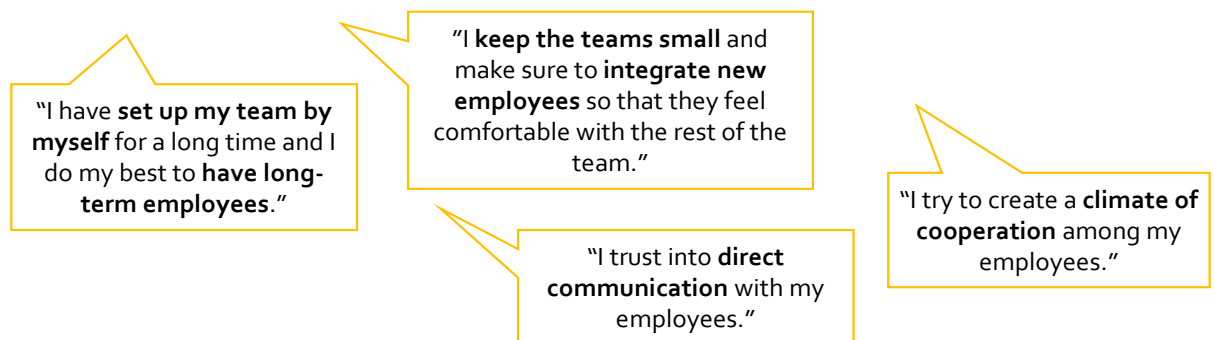 “I have set up my team by
myself for a long time and I
do my best to have long-
term employees.”
”I keep the teams small and
make sure to integrate new
employees so that they feel
comfortable with the rest of the
team.”
“I trust into direct
communication with my
employees.”
“I try to create a climate of
cooperation among my
employees.”